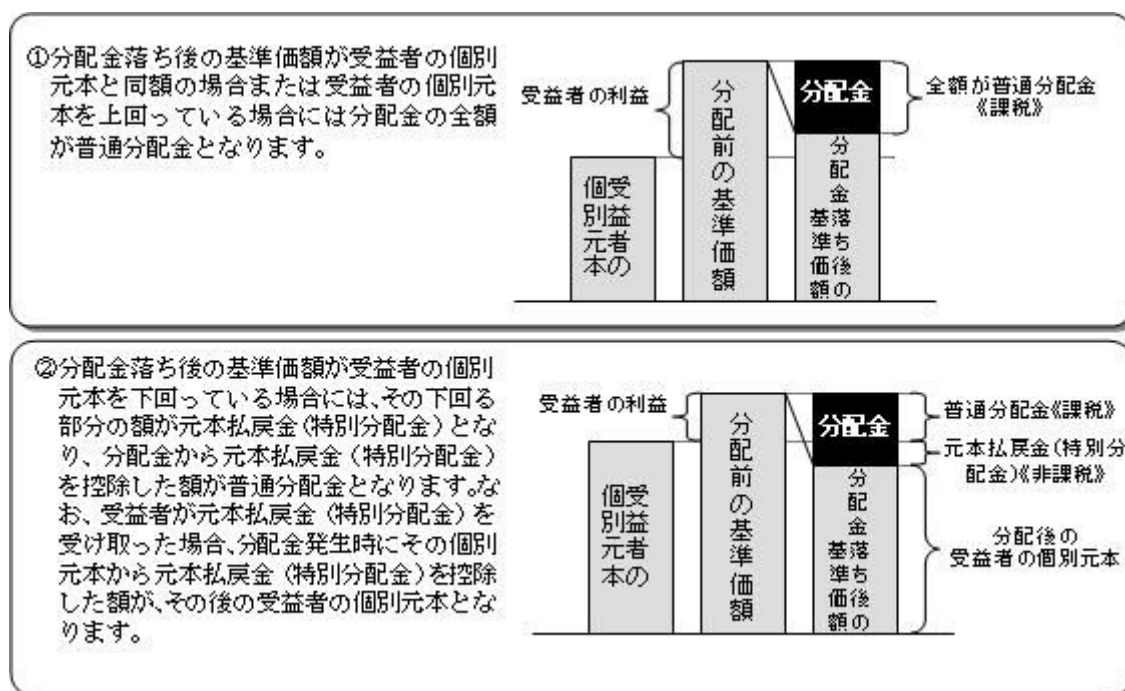 ①分配金落ち後の基準価額が受益者の個別
元本と同額の場合または受益者の個別元
本を上回っている場合には分配金の全額
が普通分配金となります。
受益者の利益
受益者の
個別元本
分配前の基準価額
分配金
分配金落ち後の
基準価額
全額が普通分配金
《課税》
②分配金落ち後の基準価額が受益者の個別
元本を下回っている場合には、その下回る
部分の額が元本払戻金(特別分配金)とな
り、分配金から元本払戻金(特別分配金)
を控除した額が普通分配金となります。な
お、受益者が元本払戻金(特別分配金)を
受け取った場合、分配金発生時にその個別
元本から元本払戻金(特別分配金)を控除
した額が、その後の受益者の個別元本とな
ります。
受益者の利益
受益者の
個別元本
分配前の基準価額
分配金
分配金落ち後の
基準価額
普通分配金《課税》
元本払戻金(特別分
配金)《非課税》
分配後の
受益者の個別元本